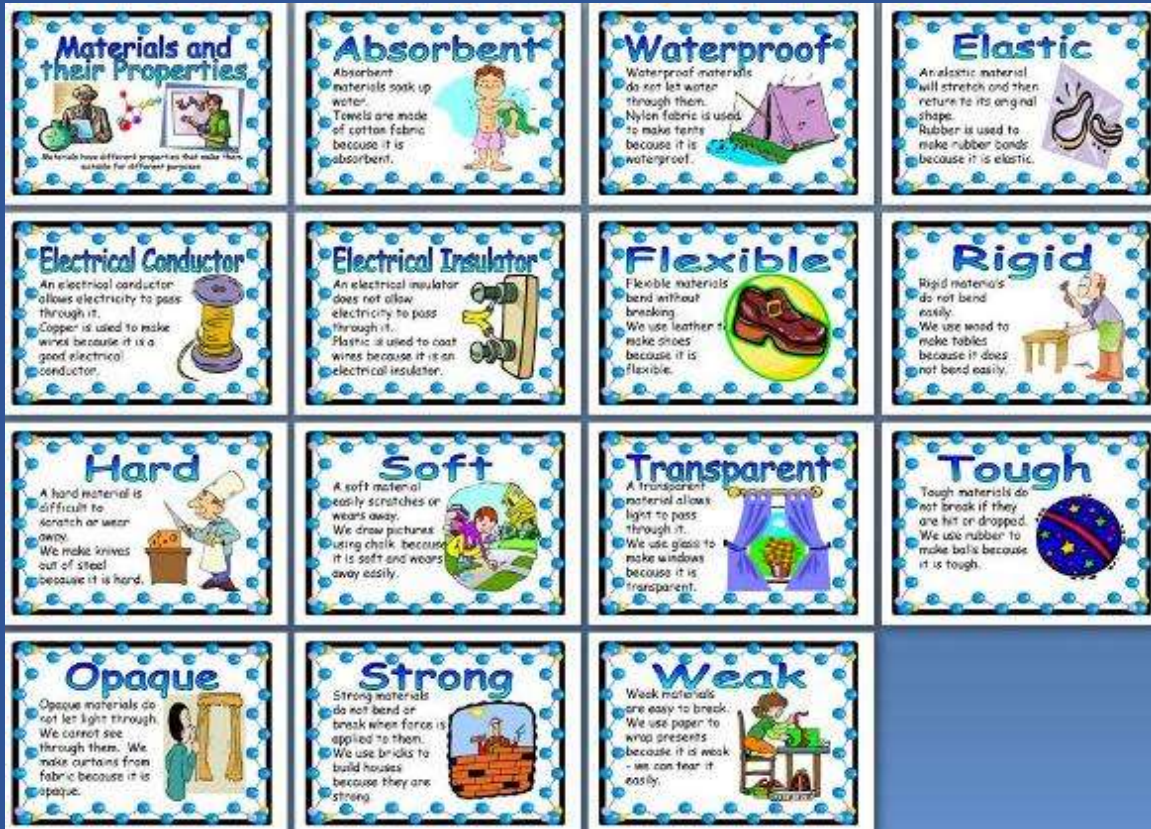 Materials and
their Properties
Materials have different properties that make them
suitable for different purposes
Absorbent
Absorbent
materials soak up
water.
Towels are made
of cotton fabric
because it is
absorbent.
Waterproof
Waterproof materials
do not let water
through them.
Nylon fabric is used
to make tents
because it is
waterproof.
Elastic
An elastic material
will stretch and then
return to its original
shape.
Rubber is used to
make rubber bands
because it is elastic.
Electrical Conductor
An electrical conductor
allows electricity to pass
through it.
Copper is used to make
wires because it is a
good electrical
conductor.
Electrical Insulator
An electrical insulator
does not allow
electricity to pass
through it.
Plastic is used to coat
wires because it is an
electrical insulator.
Flexible
Flexible materials
bend without
breaking
We use leather to
make shoes
because it is
flexible.
Rigid
Rigid materials
do not bend
easily.
We use wood to
make tables
because it does
not bend easily.
Hard
A hard material is
difficult to
scratch or wear
away.
We make knives
out of steel
because it is hard.
Soft
A soft material
easily scratches or
wears away.
We draw pictures
using chalk because
it is soft and wears
away easily.
Transparent
A transparent
material allows
light to pass
through it.
We use glass to
make windows
because it is
transparent.
Tough
Tough materials do
not break if they
are hit or dropped.
We use rubber to
make balls because
it is tough.
Opaque
Opaque materials do
not let light through.
We cannot see
through them. We
make curtains from
fabric because it is
opaque.
Strong
Strong materials
do not bend or
break when force is
applied to them.
We use bricks to
build houses
because they are
strong
Weak
Weak materials
are easy to break.
We use paper to
wrap presents
because it is weak
- we can tear it
easily.